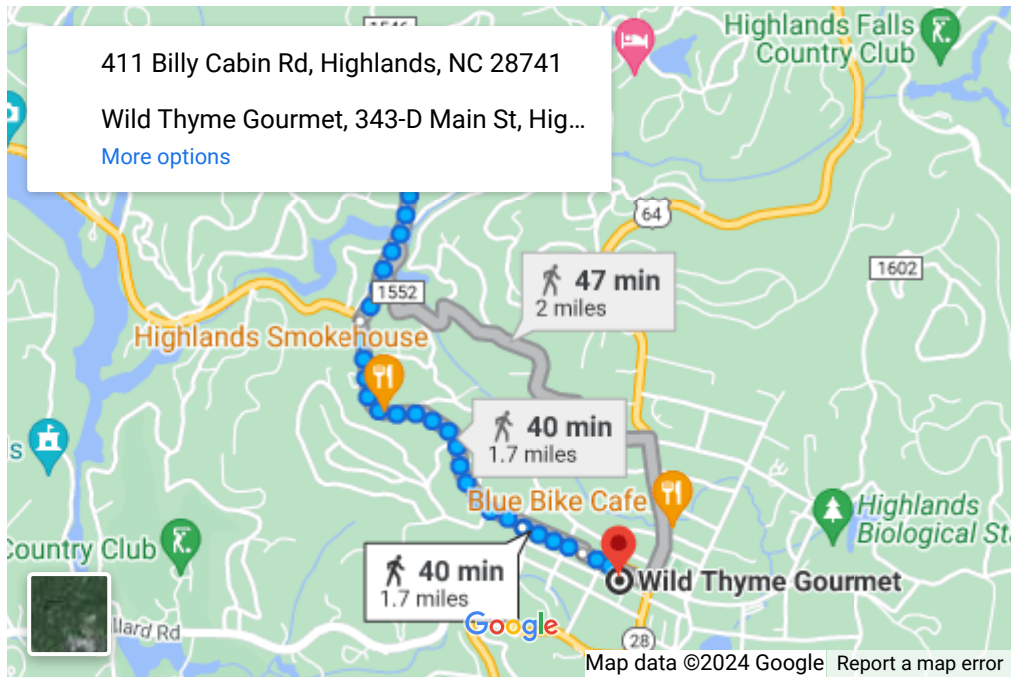 411 Billy Cabin Rd, Highlands, NC 28741
Wild Thyme Gourmet, 343-D Main St, Hig...
More options
Highlands Falls
Country Club
64
1602
47 min
2 miles
1552
Highlands Smokehouse
40 min
1.7 miles
s
Blue Bike Cafe
Highlands
Biological St
Country Club
40 min
1.7 miles
Wild Thyme Gourmet
llard Rd
Google
28
Map data ©2024 Google
Report a map error